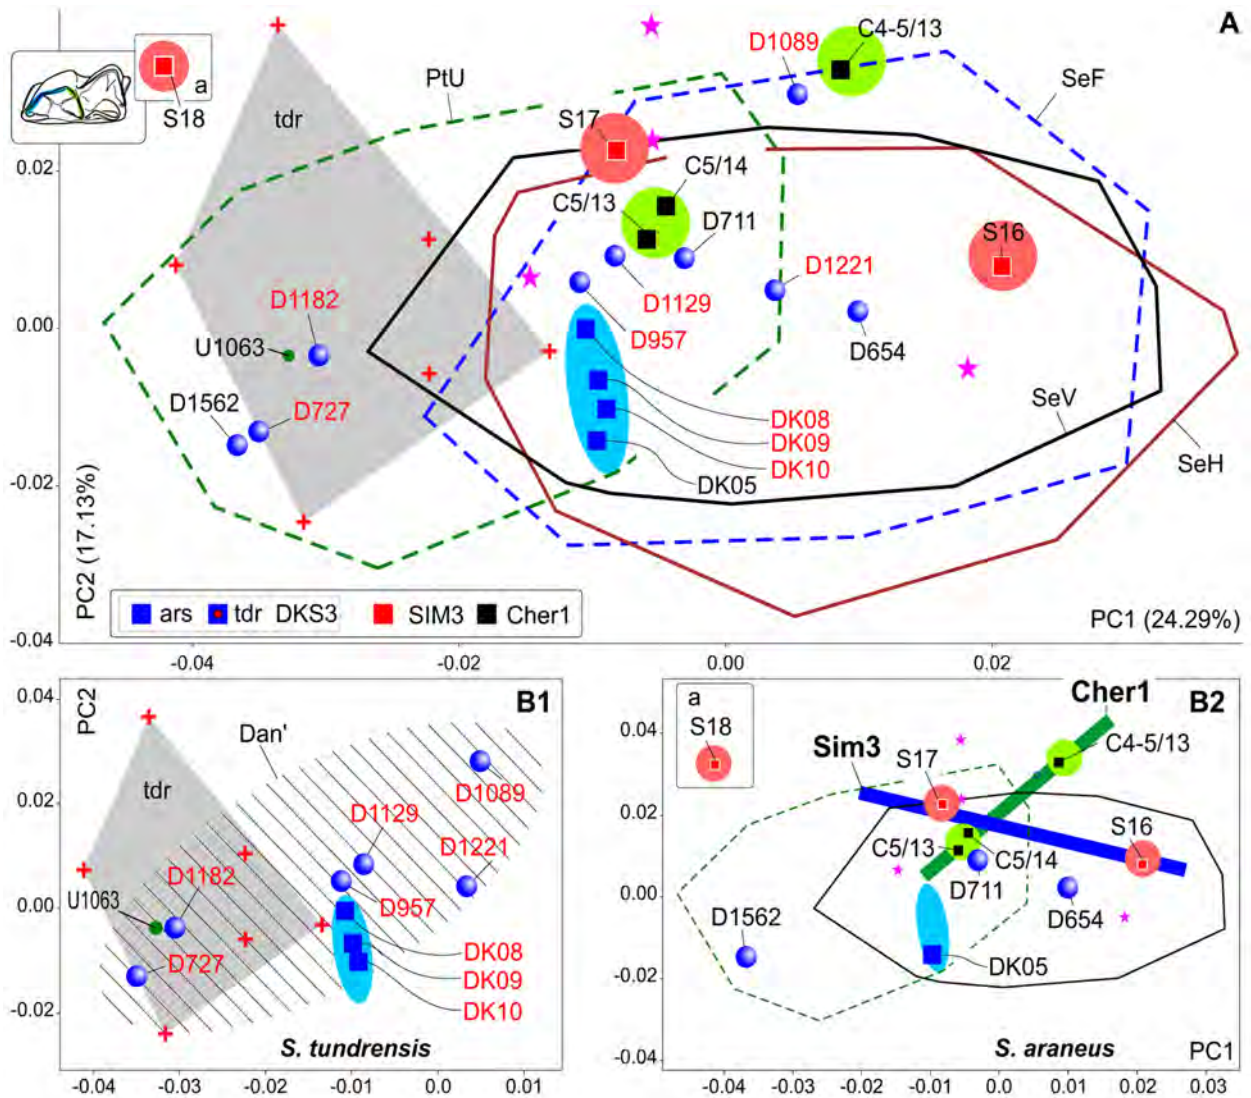 A
D1089
C4-5/13
a
S18
PtU
SeF
tdr
S17
C5/14
C5/13
D711
S16
D1221
D1129
D1182
U1063
D957
D654
D1562
D727
DK08
DK09
DK10
DK05
SeV
SeH
0.02
0.00
-0.02
-0.04
PC2 (17.13%)
ars tdr DKS3 SIM3 Cher1
PC1 (24.29%)
-0.04 -0.02 0.00 0.02
B1
PC2
0.04
0.02
0.00
-0.02
Dan'
tdr
D1089
D1129
D1221
D1182
U1063
D957
D727
DK08
DK09
DK10
S. tundrensis
-0.04 -0.03 -0.02 -0.01 0.0 0.01
B2
a
S18
Cher1
Sim3
S17
C4-5/13
S16
C5/13
C5/14
D711
D654
D1562
DK05
0.04
0.02
0.00
-0.02
-0.04
S. araneus
PC1
-0.04 -0.02 -0.01 0.0 0.01 0.02 0.03